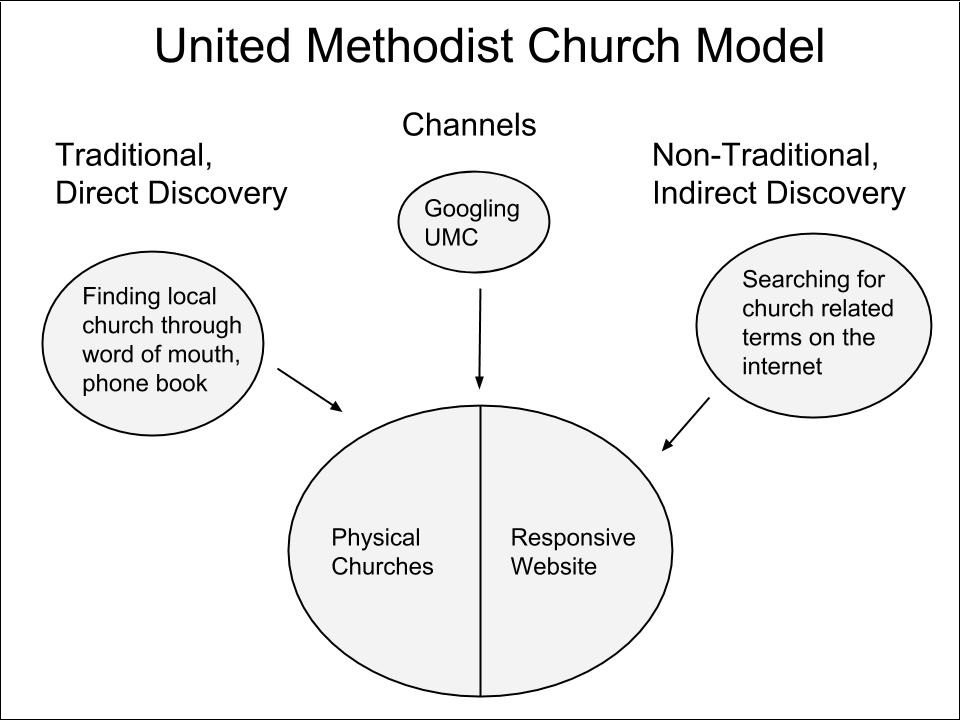 United Methodist Church Model
Channels
Traditional,
Direct Discovery
Non-Traditional,
Indirect Discovery
Googling
UMC
Finding local
church through
word of mouth,
phone book
Searching for
church related
terms on the
internet
Physical
Churches
Responsive
Website